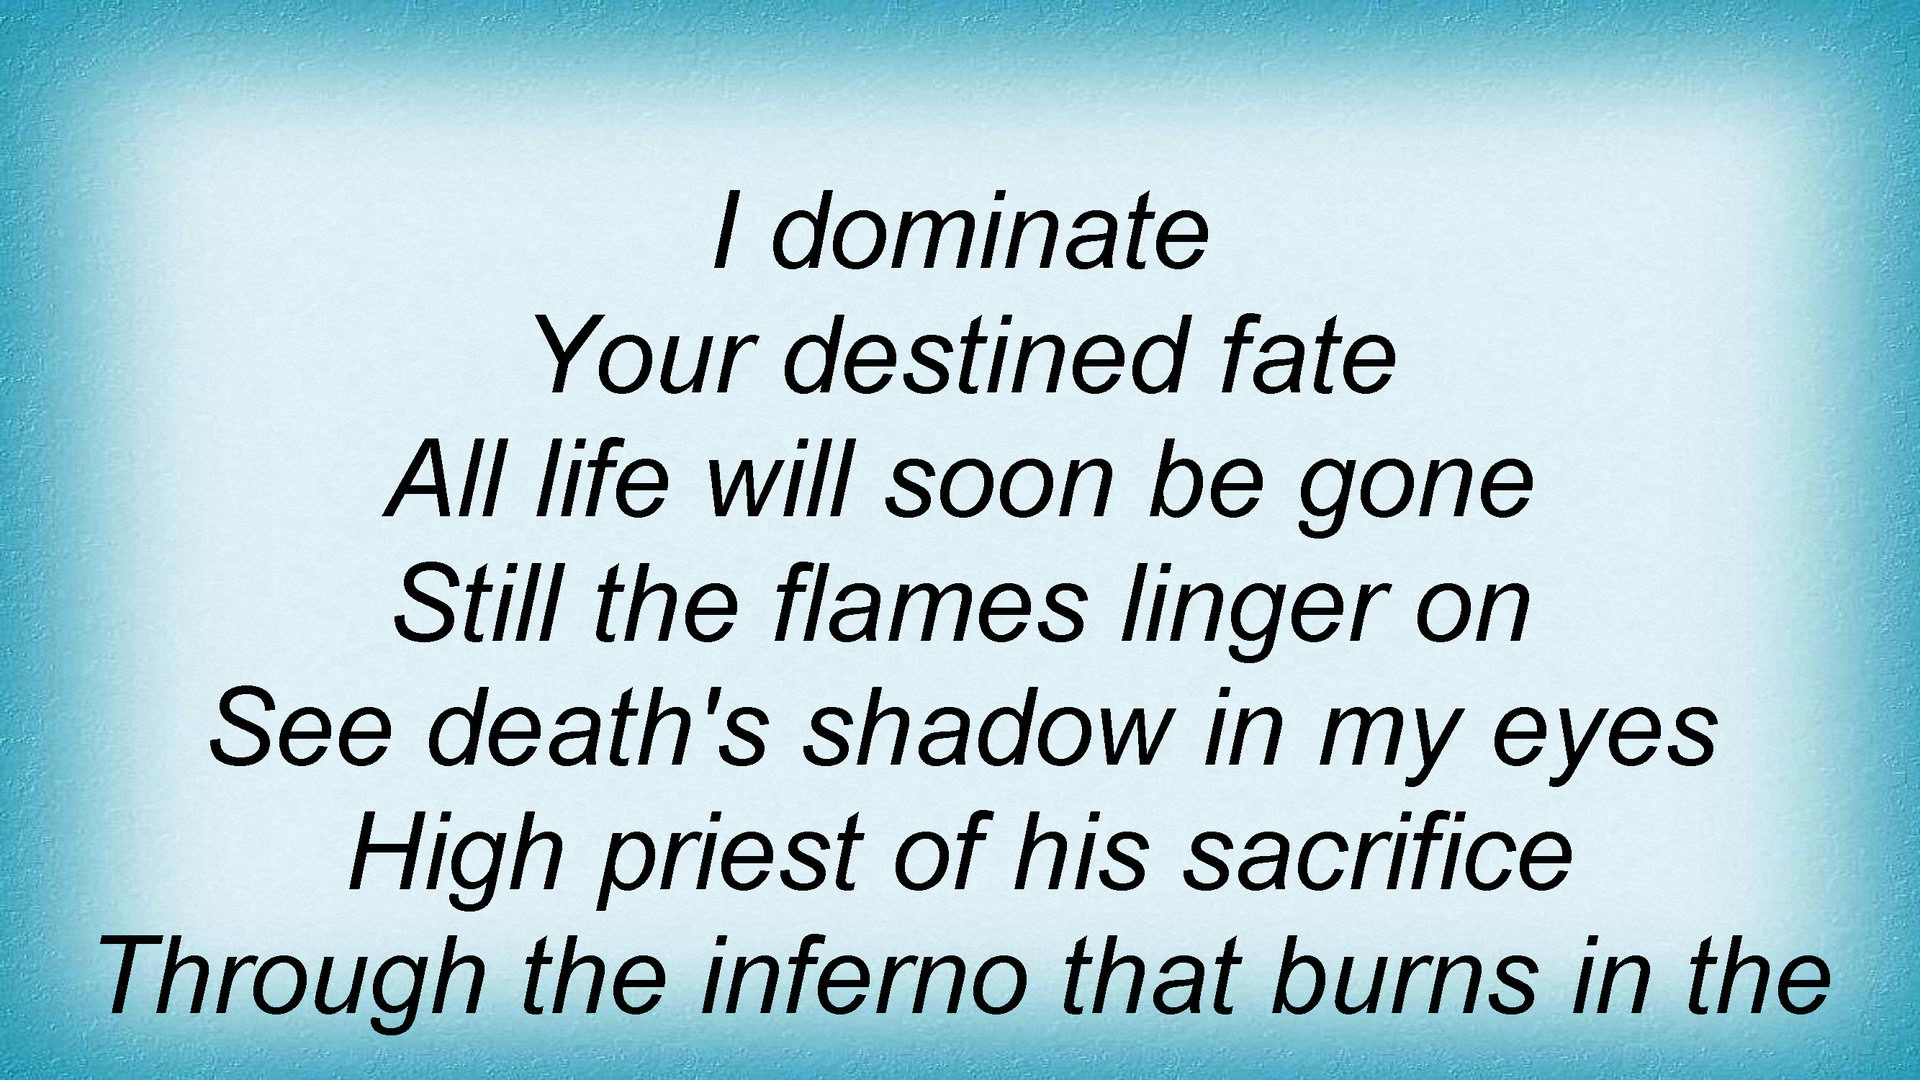 I dominate
Your destined fate
All life will soon be gone
Still the flames linger on
See death's shadow in my eyes
High priest of his sacrifice
Through the inferno that burns in the